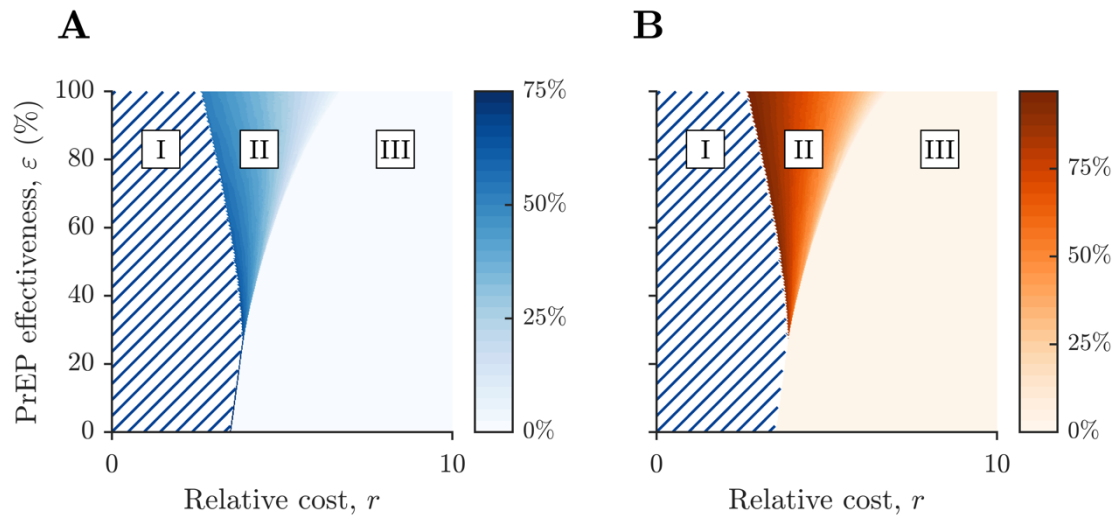 A
PrEP effectiveness, ε (%)
100
80
60
40
20
0
I
II
III
0
10
Relative cost, r
75%
50%
25%
0%
B
I
II
III
0
10
Relative cost, r
75%
50%
25%
0%